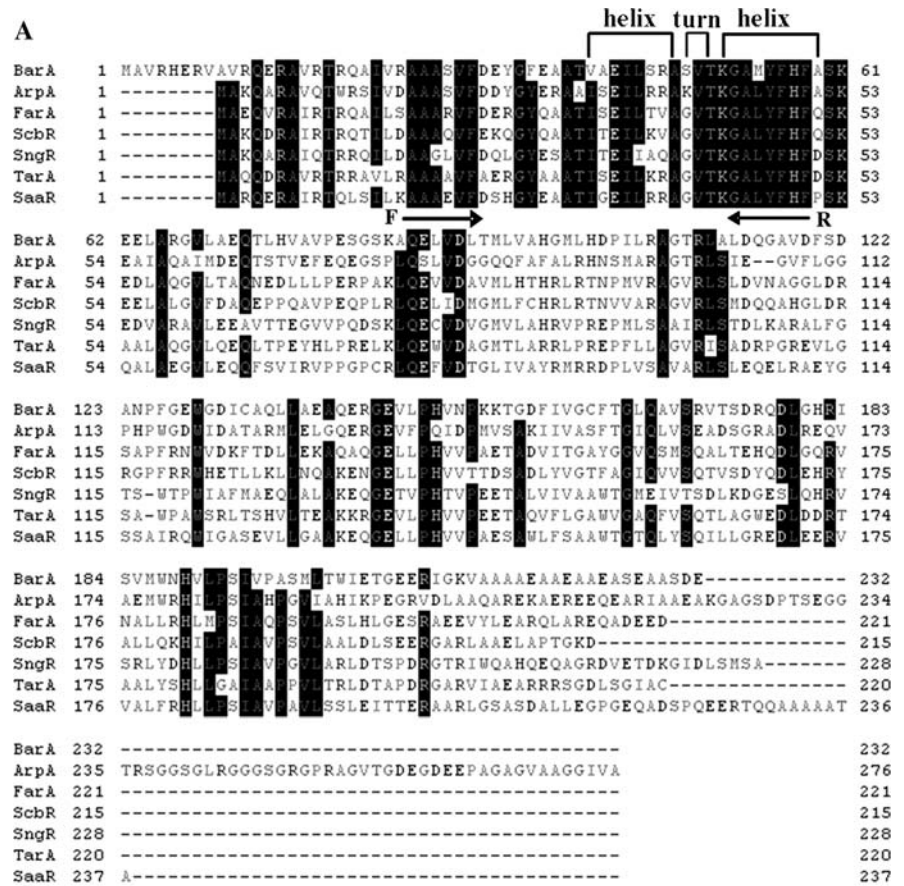 A
helix turn helix
BarA 1 MAVRHERVAVRQERAVRTRQAIVRAAASVFDEYGFEAATVAEILSRASVTKGAMYFHFASK 61
ArpA 1 --------MAKQARAVQTWRSIVDAAASVFDDYGYERAAISEILRRAKVTKGALYFHFASK 53
FarA 1 --------MAEQVRAIRTRQAILSAAARVFDERGYQAATISEILTVAGVTKGALYFHFQSK 53
ScbR 1 --------MAKQDRAIRTRQTILDAAAQVFEKQGYQAATITEILKVAGVTKGALYFHFQSK 53
SngR 1 --------MAKQARAIQTRRQILDAAGLVFDQLGYESATITEIIAQAGVTKGALYFHFDSK 53
TarA 1 --------MAKQERAVRTRRAVLRAAAAVFAERGYAAATISEILRRAGVTKGALYFHFDSK 53
SaaR 1 --------MARQLRAEQTRQSILKAAAEVFDSHGYEGATIGEILRRAGVTKGALYFHFPSK 53
F R
BarA 62 EELARGVLAEQTLHVAVPESGSKAQELVDLTMLVAHGMLHDPILRAGTRLALDQGAVDFSD 122
ArpA 54 EAIAQAIMDEQTSTVEFEQEGSPLQSLVDGGQQFAFALRHNSMARAGTRLSIE--GVFLGG 112
FarA 54 EDLAQGVLTAQNEDLLLPERPAKLQEVVDAVMLHTHRLRTNPMVRAGVRLSLDVNAGGLDR 114
ScbR 54 EELALGVFDAQEPPQAVPEQPLRLQELIDMGMLFCHRLRTNVVARAGVRLSMDQQAHGLDR 114
SngR 54 EDVARAVLEEAVTTEGVVPQDSKLQECVDVGMVLAHRVPREPMLSAAIRLSTDLKARALFG 114
TarA 54 AALAQGVLEQQLTPEYHLPRELKLQEWVDAGMTLARRLPREPFLLAGVRISADRPGREVLG 114
SaaR 54 QALAEGVLEQQFSVIRVPPGPCRLQEFVDTGLIVAYRMRRDPLVSAVARLSLEQELRAEYG 114
BarA 123 ANPFGEWGDICAQLLAEAQERGEVLPHVNPKKTGDFIVGCFTGLQAVSRVTSDRQDLGHRI 183
ArpA 113 PHPWGDWIDATARMLELGQERGEVFPQIDPMVSAKIIVASFTGIQLVSEADSGRADLREQV 173
FarA 115 SAPFRNWVDKFTDLLEKAQAQGELLPHVVPAETADVITGAYGGVQSMSQALTEHQDLGQRV 175
ScbR 115 RGPFRRWHETLLKLLNQAKENGELLPHVVTTDSADLYVGTFAGIQVVSQTVSDYQDLEHRY 175
SngR 115 TS-WTPWIAFMAEQLALAKEQGETVPHTVPEETALVIVAAWTGMEIVTSDLKDGESLQHRV 174
TarA 115 SA-WPAWSRLTSHVLTEAKKRGEVLPHVVPEETAQVFLGAWVGAQFVSQTLAGWEDLDDRT 174
SaaR 115 SSAIRQWIGASEVLLGAAKEQGELLPHVVPAESAWLFSAAWTGTQLYSQILLGREDLEERV 175
BarA 184 SVMWNHVLPSIVPASMLTWIETGEERIGKVAAAAEAAEAAEASEAASDE------------ 232
ArpA 174 AEMWRHILPSIAHPGVIAHIKPEGRVDLAAQAREKAEREEQEARIAAEAKGAGSDPTSEGG 234
FarA 176 NALLRHLMPSIAQPSVLASLHLGESRAEEVYLEARQLAREQADEED--------------- 221
ScbR 176 ALLQKHILPAIAVPSVLAALDLSEERGARLAAELAPTGKD--------------------- 215
SngR 175 SRLYDHLLPSIAVPGVLARLDTSPDRGTRIWQAHQEQAGRDVETDKGIDLSMSA------- 228
TarA 175 AALYSHLLGAIAAPPVLTRLDTAPDRGARVIAEARRRSGDLSGIAC--------------- 220
SaaR 176 VALFRHLLPSIAVPAVLSSLEITTERAARLGSASDALLEGPGEQADSPQEERTQQAAAAAT 236
BarA 232 ------------------------------------------ 232
ArpA 235 TRSGGSGLRGGGSGRGPRAGVTGDEGDEEPAGAGVAAGGIVA 276
FarA 221 ------------------------------------------ 221
ScbR 215 ------------------------------------------ 215
SngR 228 ------------------------------------------ 228
TarA 220 ------------------------------------------ 220
SaaR 237 A----------------------------------------- 237